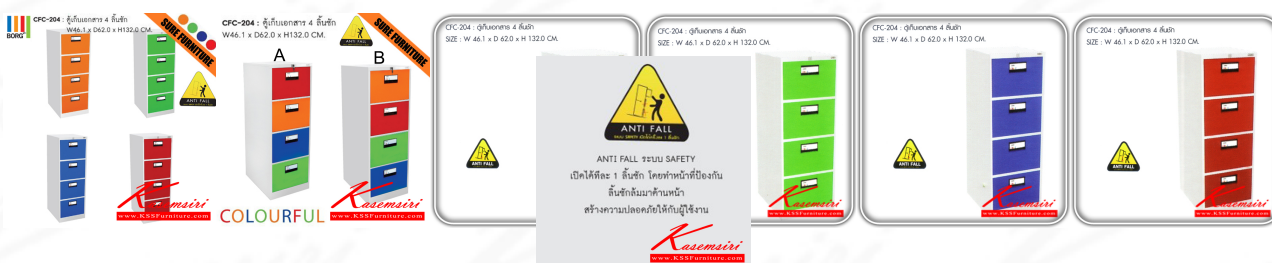 BORG
CFC-204 : ตู้เก็บเอกสาร 4 ลิ้นชัก
W46.1 x D62.0 x H132.0 CM.
SURE FURNITURE
ANTI FALL
Kasemsiri
www.KSSFurniture.com
CFC-204 : ตู้เก็บเอกสาร 4 ลิ้นชัก
W46.1 x D62.0 x H132.0 CM.
SURE FURNITURE
A
B
COLOURFUL
Kasemsiri
www.KSSFurniture.com
CFC-204 : ตู้เก็บเอกสาร 4 ลิ้นชัก
SIZE : W 46.1 x D 62.0 x H 132.0 CM.
ANTI FALL
ANTI FALL
ANTI FALL ระบบ SAFETY
เปิดได้ทีละ 1 ลิ้นชัก โดยทำหน้าที่ป้องกัน
ลิ้นชักล้มมาด้านหน้า
สร้างความปลอดภัยให้กับผู้ใช้งาน
Kasemsiri
www.KSSFurniture.com
CFC-204 : ตู้เก็บเอกสาร 4 ลิ้นชัก
SIZE : W 46.1 x D 62.0 x H 132.0 CM.
Kasemsiri
www.KSSFurniture.com
CFC-204 : ตู้เก็บเอกสาร 4 ลิ้นชัก
SIZE : W 46.1 x D 62.0 x H 132.0 CM.
ANTI FALL
Kasemsiri
www.KSSFurniture.com
CFC-204 : ตู้เก็บเอกสาร 4 ลิ้นชัก
SIZE : W 46.1 x D 62.0 x H 132.0 CM.
ANTI FALL
Kasemsiri
www.KSSFurniture.com